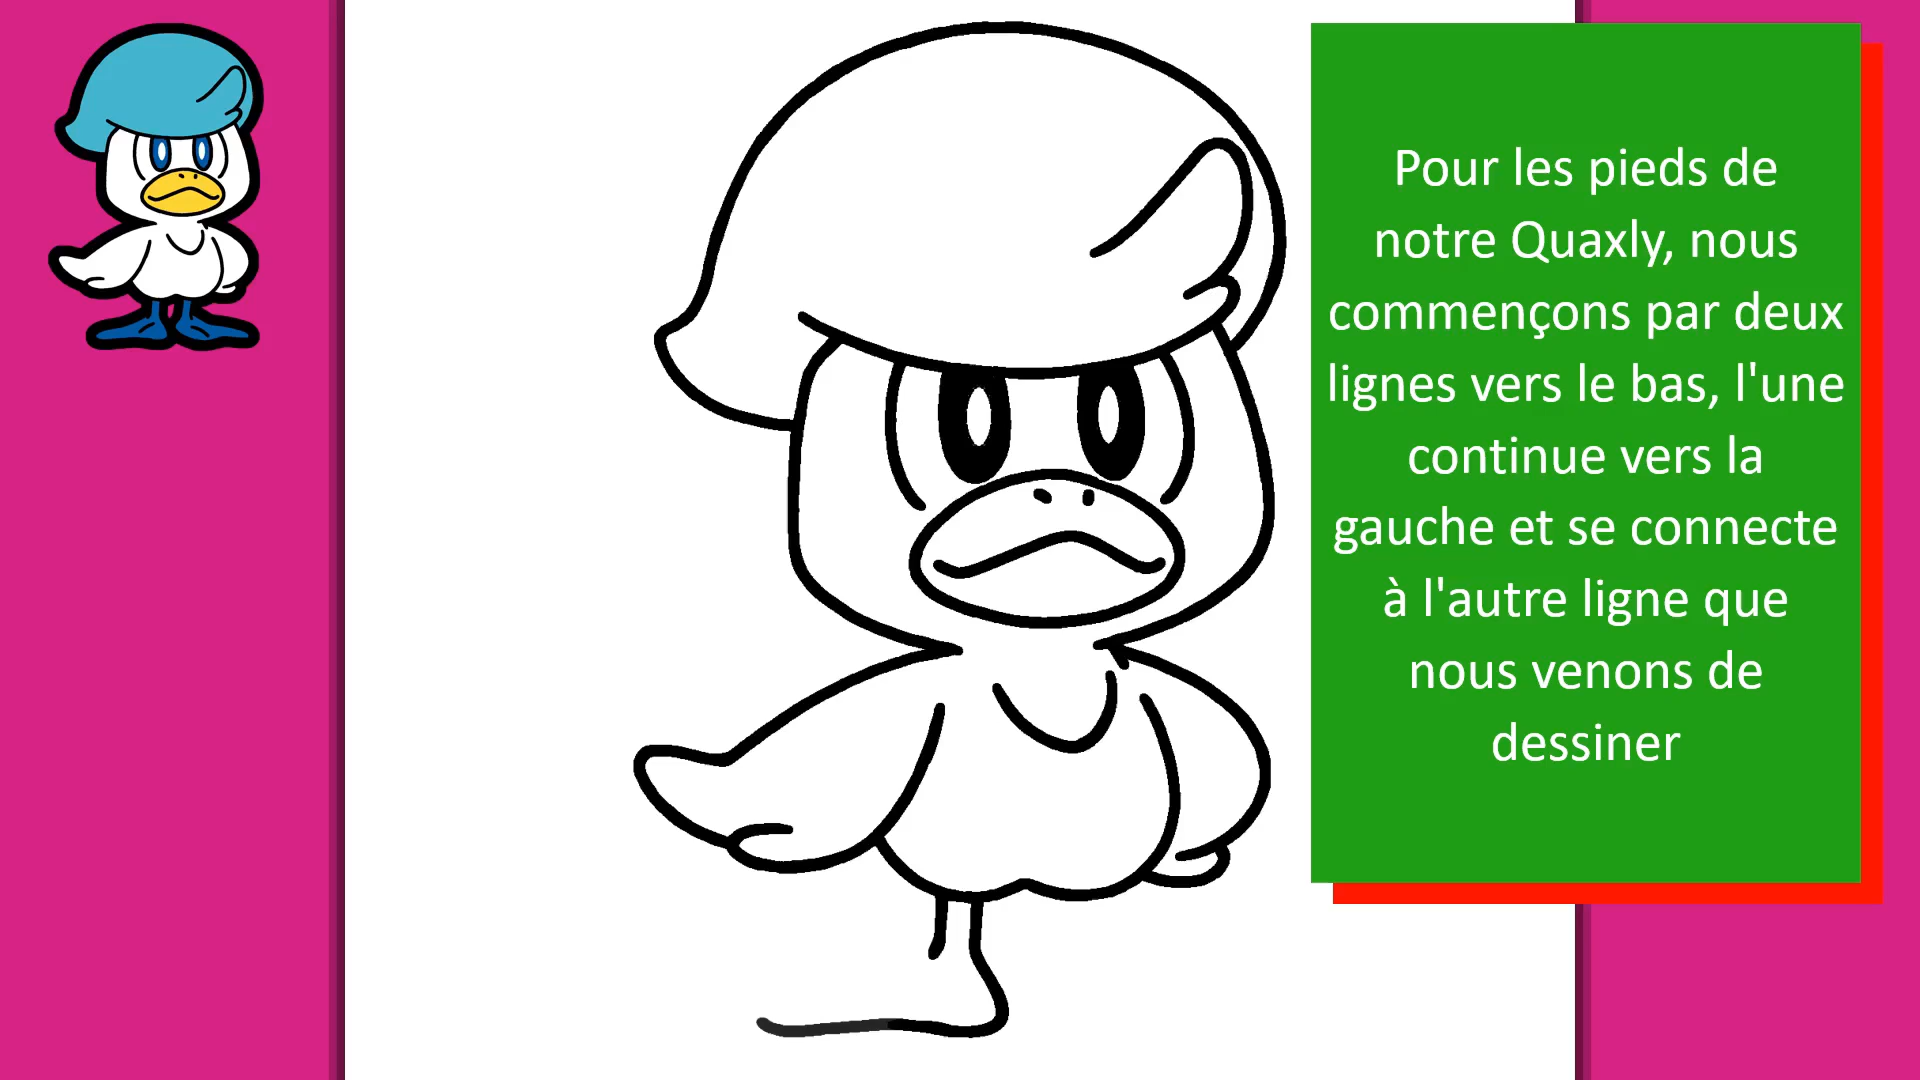 Pour les pieds de
notre Quaxly, nous
commençons par deux
lignes vers le bas, l'une
continue vers la
gauche et se connecte
à l'autre ligne que
nous venons de
dessiner